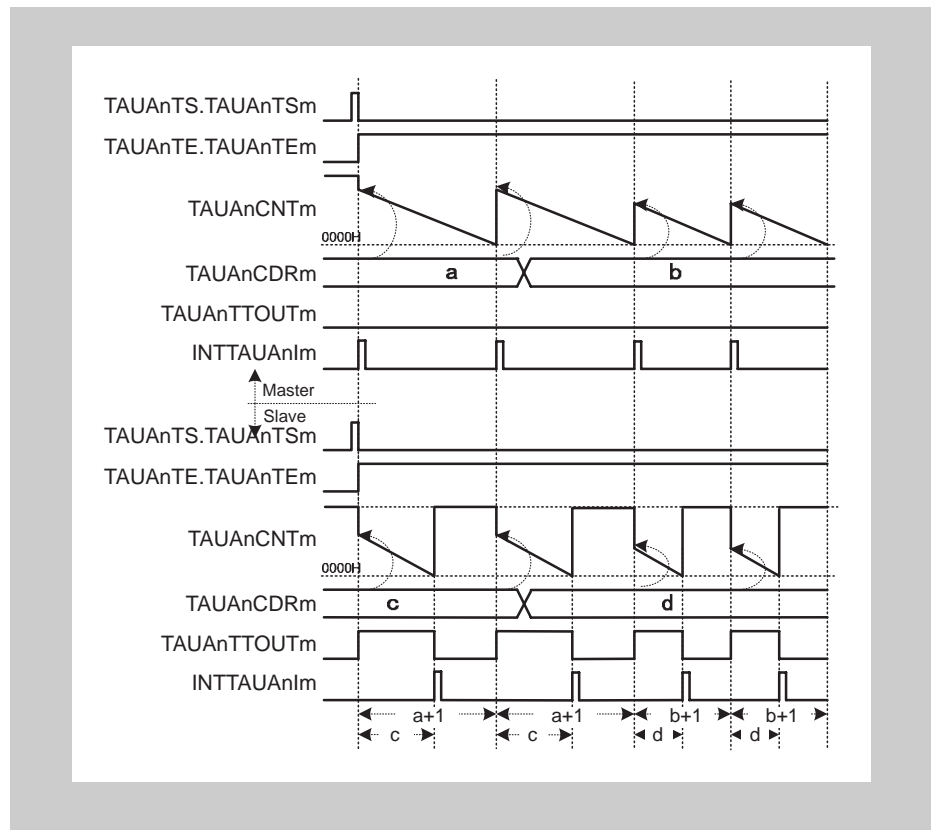 TAUAnTS.TAUAnTSm
TAUAnTE.TAUAnTEm
TAUAnCNTm
0000H
TAUAnCDRm
a
b
TAUAnTTOUTm
INTTAUAnIm
Master
Slave
TAUAnTS.TAUAnTSm
TAUAnTE.TAUAnTEm
TAUAnCNTm
0000H
TAUAnCDRm
c
d
TAUAnTTOUTm
INTTAUAnIm
a+1
a+1
b+1
b+1
c
c
d
d